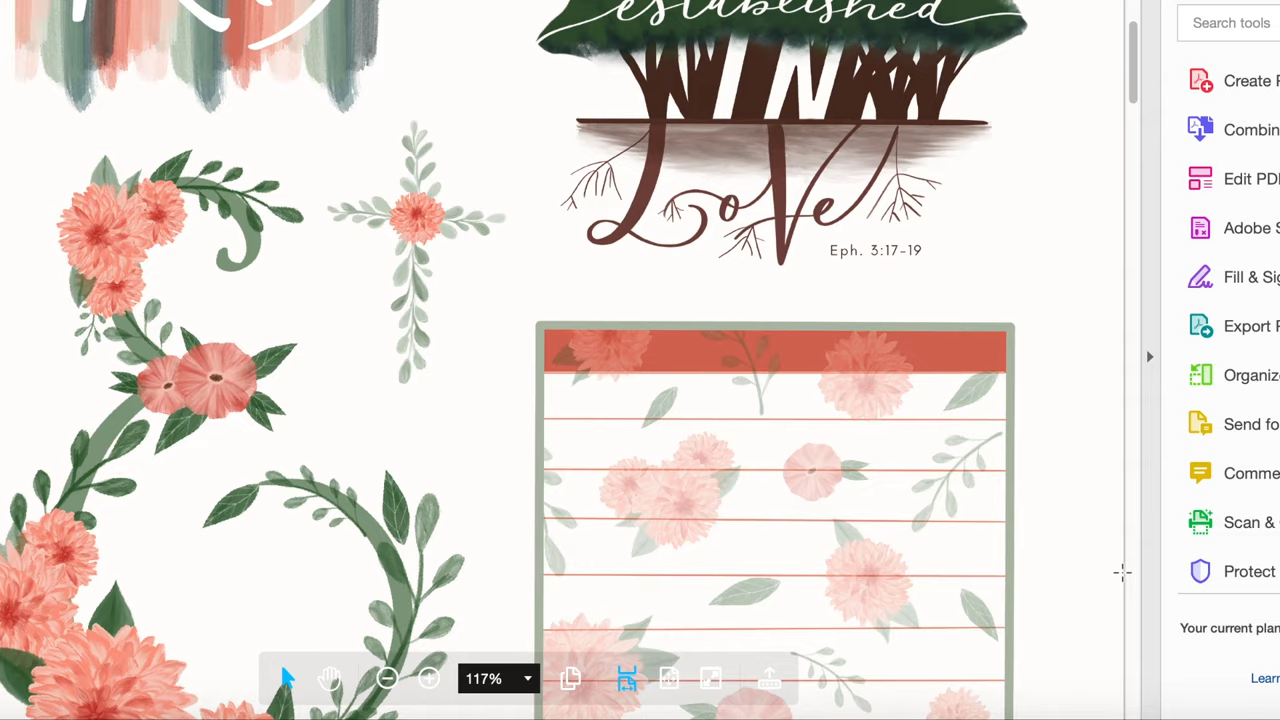 established
IN
Love
Eph. 3:17-19
Search tools
Create P
Combin
Edit PDF
Adobe S
Fill & Sig
Export P
Organiz
Send fo
Comme
Scan &
Protect
Your current plan
Learn
117%